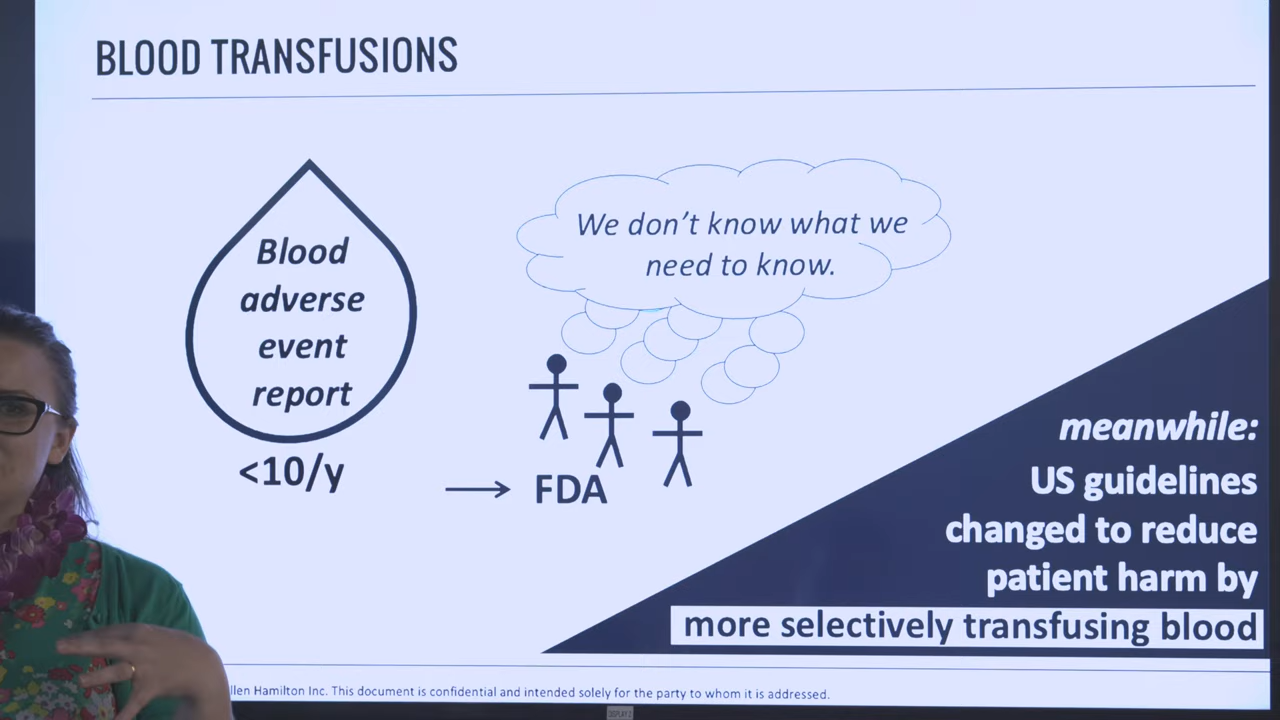 BLOOD TRANSFUSIONS
Blood
adverse
event
report
<10/y
We don't know what we
need to know.
FDA
meanwhile:
US guidelines
changed to reduce
patient harm by
more selectively transfusing blood
Hamilton Inc. This document is confidential and intended solely for the party to whom it is addressed.